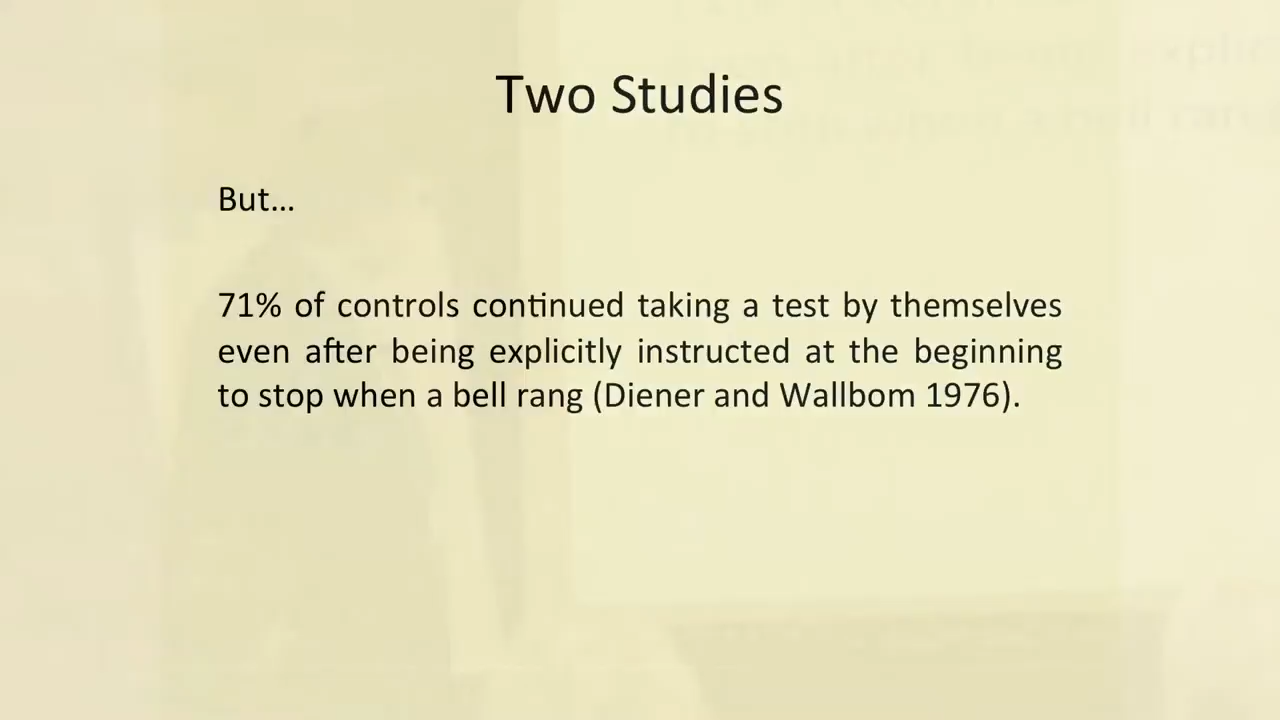 Two Studies
But…
71% of controls continued taking a test by themselves
even after being explicitly instructed at the beginning
to stop when a bell rang (Diener and Wallbom 1976).